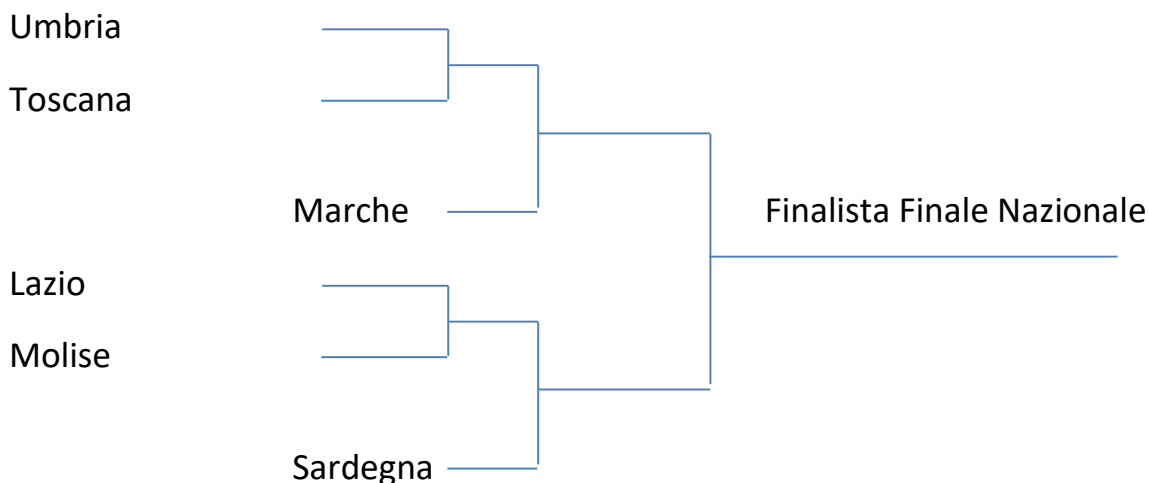 Umbria
Toscana
Marche
Finalista Finale Nazionale
Lazio
Molise
Sardegna